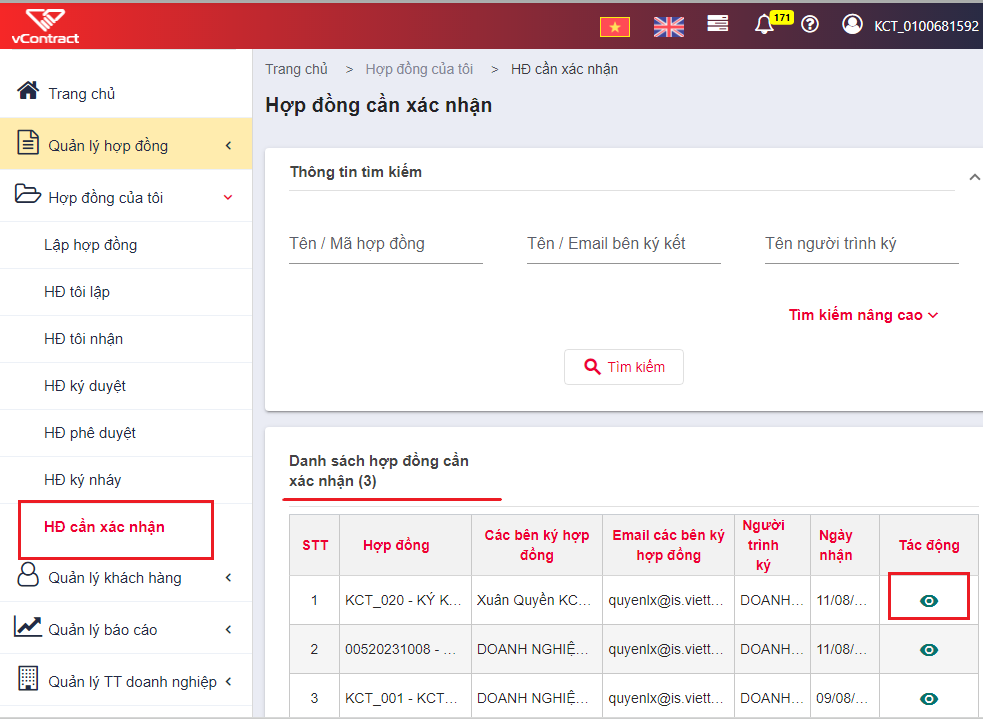 vContract
171
KCT_0100681592
Trang chủ
Quản lý hợp đồng
Hợp đồng của tôi
Lập hợp đồng
HĐ tôi lập
HĐ tôi nhận
HĐ ký duyệt
HĐ phê duyệt
HĐ ký nháy
HĐ cần xác nhận
Quản lý khách hàng
Quản lý báo cáo
Quản lý TT doanh nghiệp
Trang chủ > Hợp đồng của tôi > HĐ cần xác nhận
Hợp đồng cần xác nhận
Thông tin tìm kiếm
Tên / Mã hợp đồng Tên / Email bên ký kết Tên người trình ký
Tìm kiếm nâng cao
Tìm kiếm
Danh sách hợp đồng cần
xác nhận (3)
STT Hợp đồng Các bên ký hợp đồng Email các bên ký hợp đồng Người trình ký Ngày nhận Tác động
1 KCT_020 - KÝ K... Xuân Quyền KC... quyenlx@is.viett... DOANH... 11/08/...
2 00520231008 - ... DOANH NGHIỆ... quyenlx@is.viett... DOANH... 11/08/...
3 KCT_001 - KCT... DOANH NGHIỆ... quyenlx@is.viett... DOANH... 09/08/...